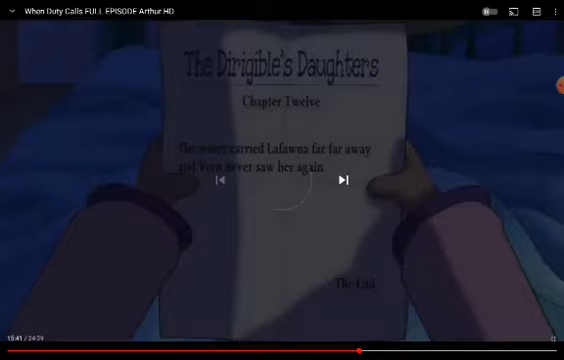 When Duty Calls FULL EPISODE Arthur HD
The Dirigible's Daughters
Chapter Twelve
The waves carried Lafawna far far away
and Vorn never saw her again.
The End
15:41 / 24:29